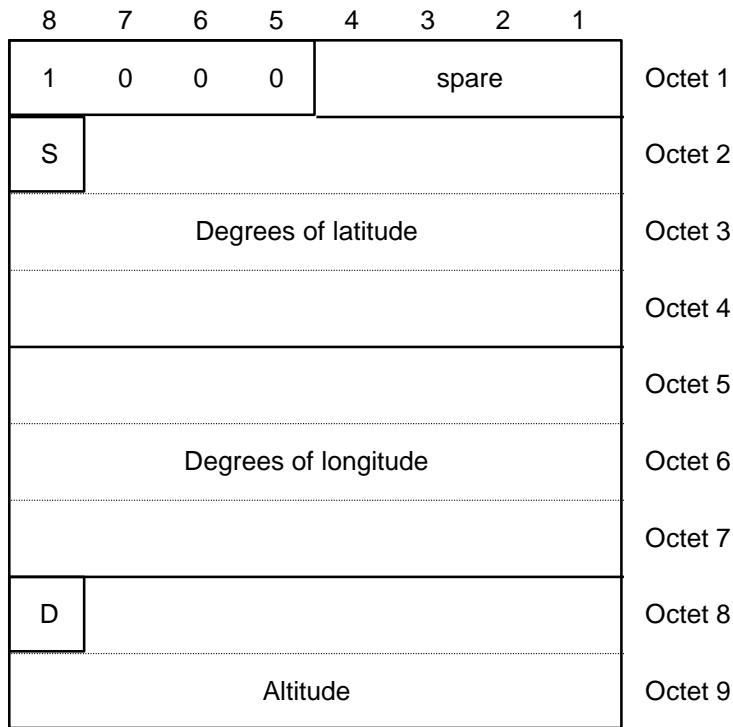 8 7 6 5 4 3 2 1
1 0 0 0 spare Octet 1
S Octet 2
Degrees of latitude Octet 3
Octet 4
Octet 5
Degrees of longitude Octet 6
Octet 7
D Octet 8
Altitude Octet 9